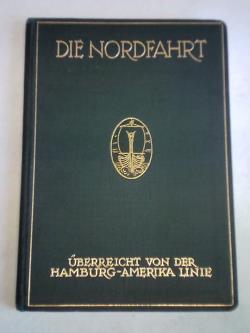 DIE NORDFAHRT
ÜBERREICHT VON DER
HAMBURG-AMERIKA LINIE